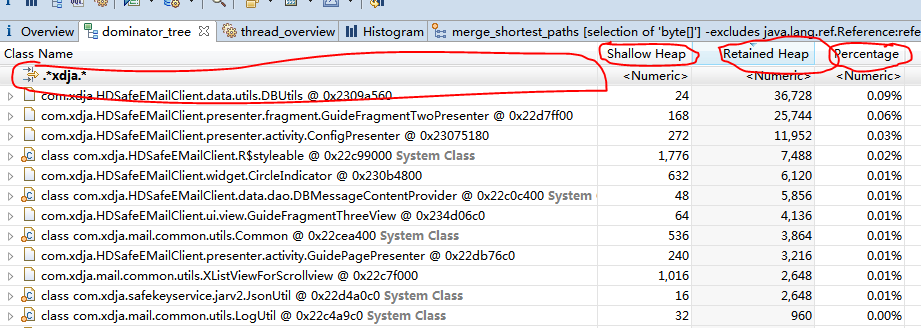 i Overview dominator_tree thread_overview Histogram merge_shortest_paths [selection of 'byte[]'] -excludes java.lang.ref.Reference:refe
Class Name Shallow Heap Retained Heap Percentage
.*xdja.* <Numeric> <Numeric> <Numeric>
com.xdja.HDSafeEMailClient.data.utils.DBUtils @ 0x2309a560 24 36,728 0.09%
com.xdja.HDSafeEMailClient.presenter.fragment.GuideFragmentTwoPresenter @ 0x22d7ff00 168 25,744 0.06%
com.xdja.HDSafeEMailClient.presenter.activity.ConfigPresenter @ 0x23075180 272 11,952 0.03%
class com.xdja.HDSafeEMailClient.R$styleable @ 0x22c99000 System Class 1,776 7,488 0.02%
com.xdja.HDSafeEMailClient.widget.CircleIndicator @ 0x230b4800 632 6,120 0.01%
class com.xdja.HDSafeEMailClient.data.dao.DBMessageContentProvider @ 0x22c0c400 System C 48 5,856 0.01%
com.xdja.HDSafeEMailClient.ui.view.GuideFragmentThreeView @ 0x234d06c0 64 4,136 0.01%
class com.xdja.mail.common.utils.Common @ 0x22cea400 System Class 536 3,864 0.01%
com.xdja.HDSafeEMailClient.presenter.activity.GuidePagePresenter @ 0x22db76c0 240 3,216 0.01%
com.xdja.mail.common.utils.XListViewForScrollview @ 0x22c7f000 1,016 2,648 0.01%
class com.xdja.safekeyservice.jarv2.JsonUtil @ 0x22d4a0c0 System Class 16 2,648 0.01%
class com.xdja.mail.common.utils.LogUtil @ 0x22c4a9c0 System Class 32 960 0.00%